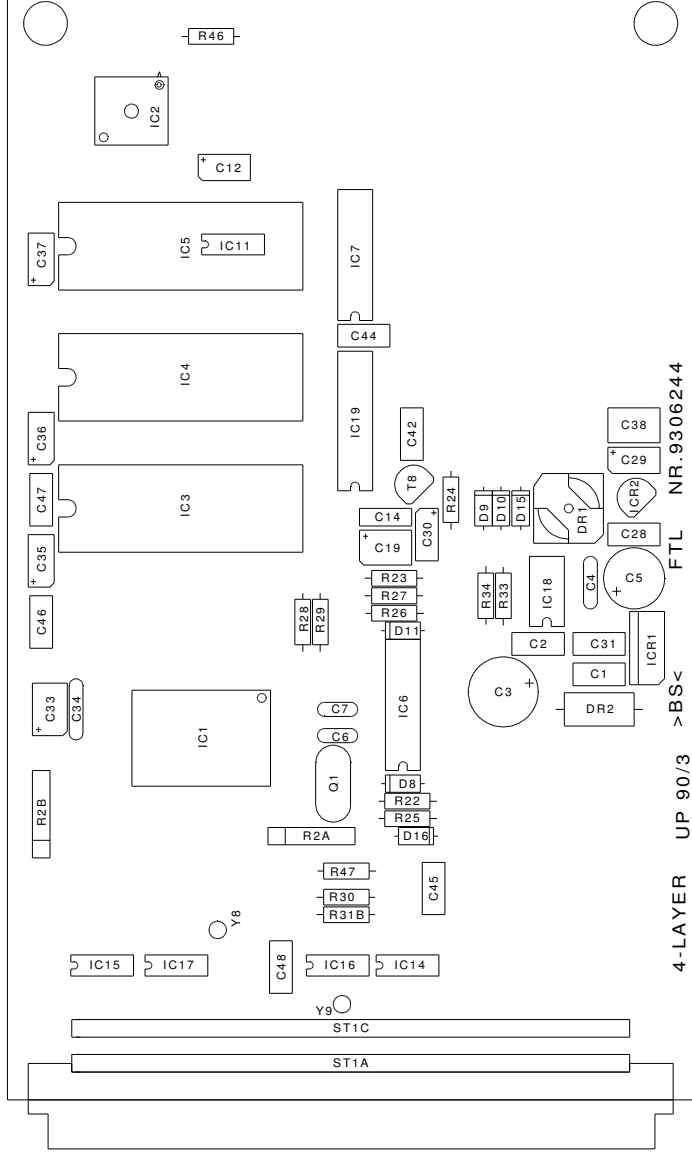 R46
IC2
C12
IC5
IC11
C37
IC7
C44
IC4
IC19
C36
C42
C38
C29
T8
ICR2
C47
IC3
R24
D9
D10
D15
DR1
C14
C30
C19
C28
C35
R23
R27
R26
D11
R34
R33
IC18
C4
C5
C46
R28
R29
C2
C31
ICR1
C1
C3
DR2
C33
C34
IC1
C7
C6
IC6
Q1
D8
R22
R25
D16
R2B
R2A
R47
R30
R31B
C45
Y8
IC15
IC17
C48
IC16
IC14
Y9
ST1C
ST1A
4-LAYER UP 90/3 >BS< FTL NR.9306244